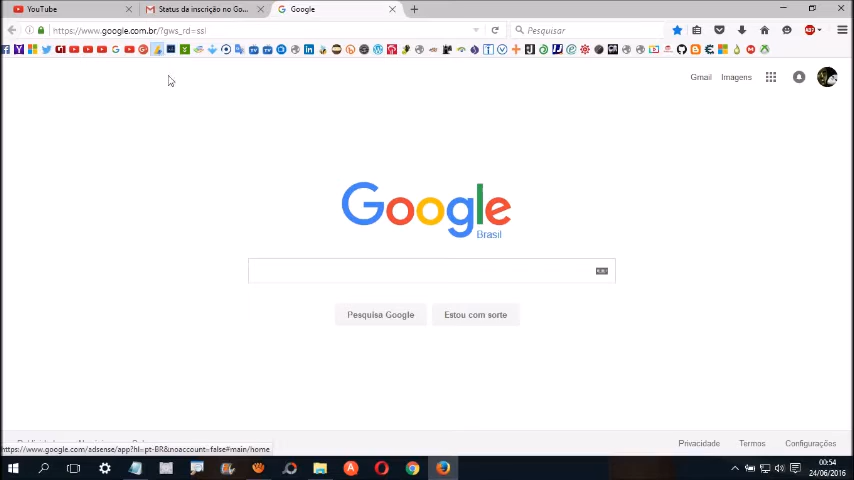 YouTube
Status da inscrição no Go...
Google
https://www.google.com.br/?gws_rd=ssl
Pesquisar
Gmail
Imagens
Google
Brasil
Pesquisa Google
Estou com sorte
https://www.google.com/adsense/app?hl=pt-BR&noaccount=false#main/home
Privacidade
Termos
Configurações
00:54
24/06/2016